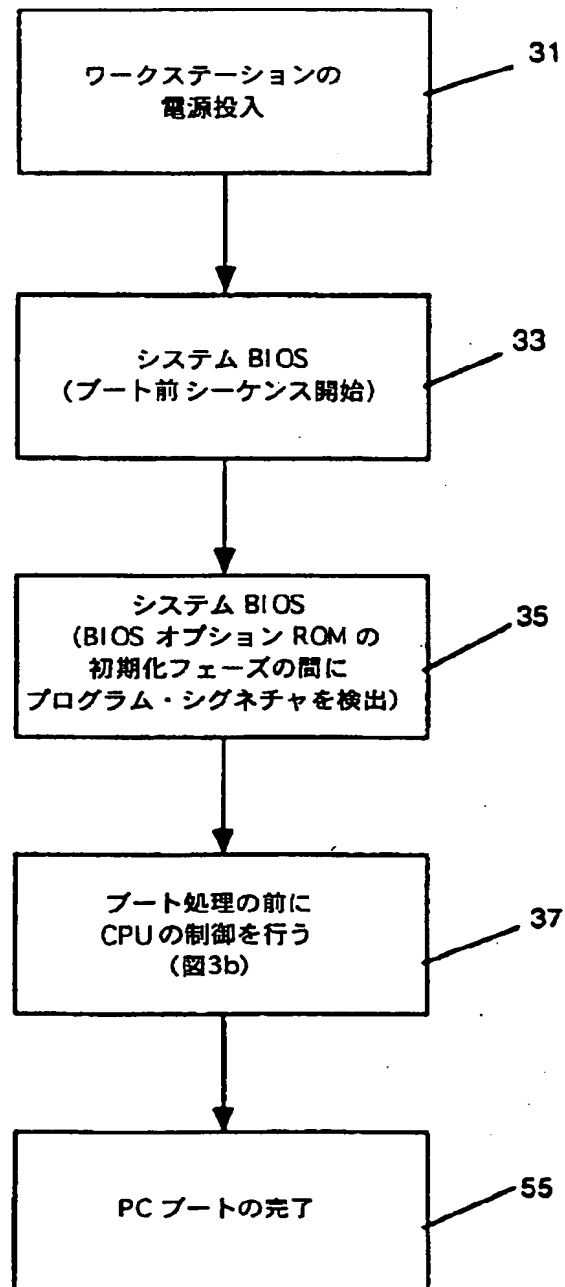 ワークステーションの
電源投入
31
システム BIOS
(ブート前 シーケンス開始)
33
システム BIOS
(BIOS オプション ROM の
初期化フェーズの間に
プログラム・シグネチャを検出)
35
ブート処理の前に
CPUの制御を行う
(図3b)
37
PC ブートの完了
55